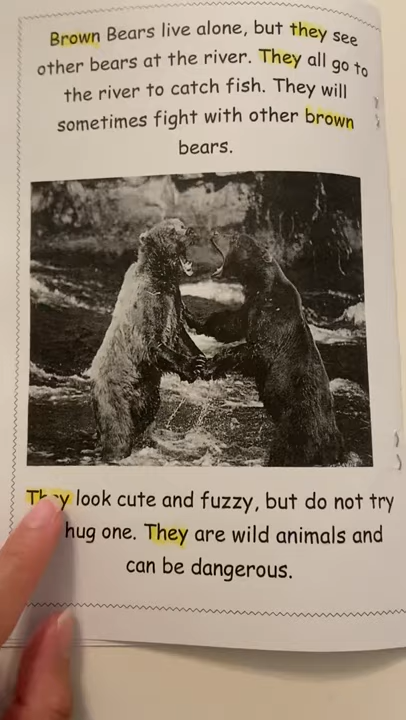 Brown Bears live alone, but they see
other bears at the river. They all go to
the river to catch fish. They will
sometimes fight with other brown
bears.
They look cute and fuzzy, but do not try
hug one. They are wild animals and
can be dangerous.